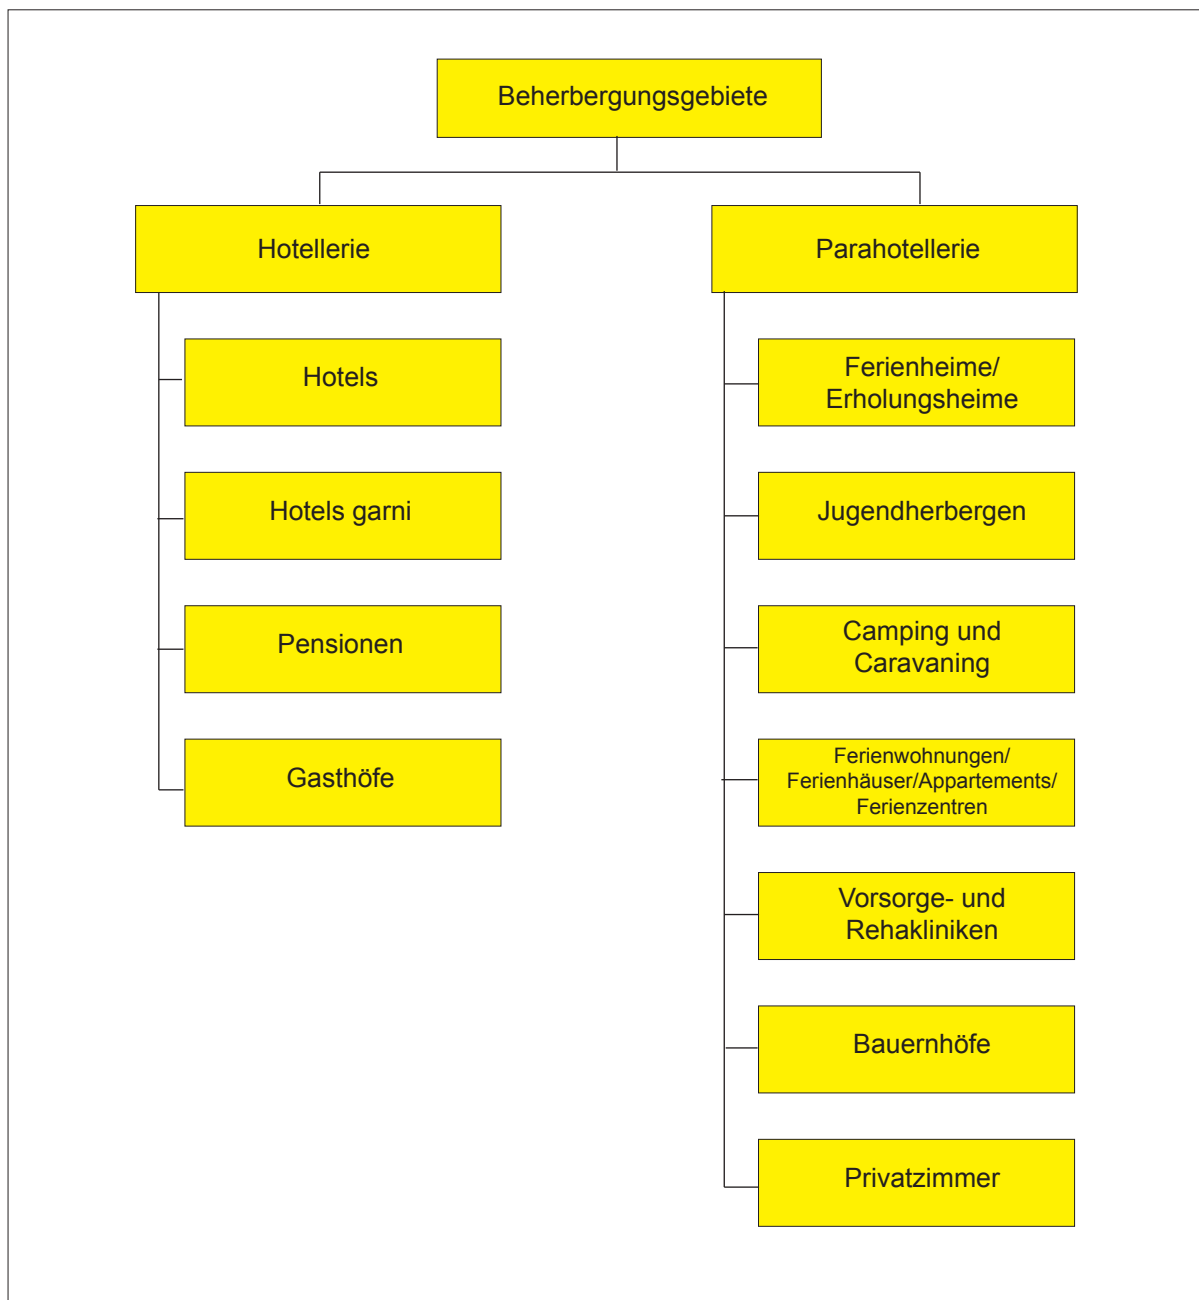 Beherbergungsgebiete
Hotellerie
Hotels
Hotels garni
Pensionen
Gasthöfe
Parahotellerie
Ferienheime/
Erholungsheime
Jugendherbergen
Camping und
Caravaning
Ferienwohnungen/
Ferienhäuser/Appartements/
Ferienzentren
Vorsorge- und
Rehakliniken
Bauernhöfe
Privatzimmer